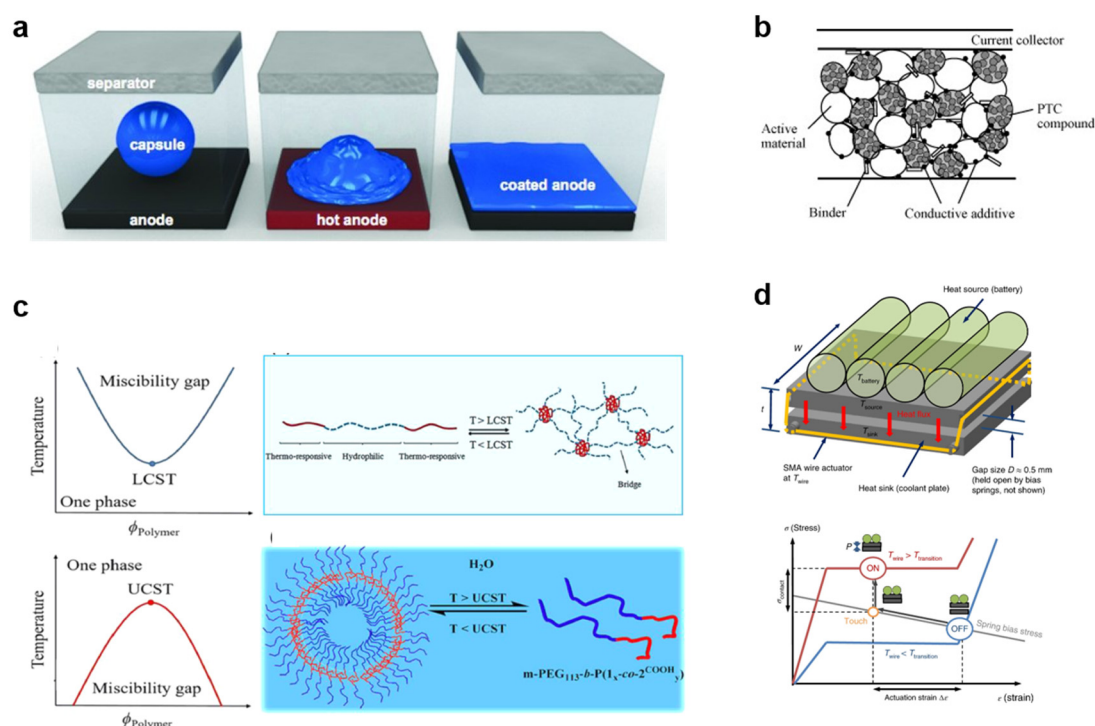 a
separator
capsule
anode
hot anode
coated anode
b
Current collector
Active
material
PTC
compound
Binder
Conductive additive
c
Temperature
Miscibility gap
LCST
One phase
ϕPolymer
T > LCST
T < LCST
Thermo-responsive
Hydrophilic
Thermo-responsive
Bridge
One phase
UCST
Temperature
Miscibility gap
ϕPolymer
H2O
T > UCST
T < UCST
m-PEG113-b-P(1x-co-2COOHy)
d
Heat source (battery)
W
Tbattery
t
Tsource
Heat flux
Tsink
SMA wire actuator
at Twire
Heat sink (coolant plate)
Gap size D ≈ 0.5 mm
(held open by bias
springs, not shown)
σ (Stress)
P
ON
Twire > Ttransition
σcontact
Touch
OFF
Spring bias stress
Twire < Ttransition
Actuation strain Δε
ε (strain)